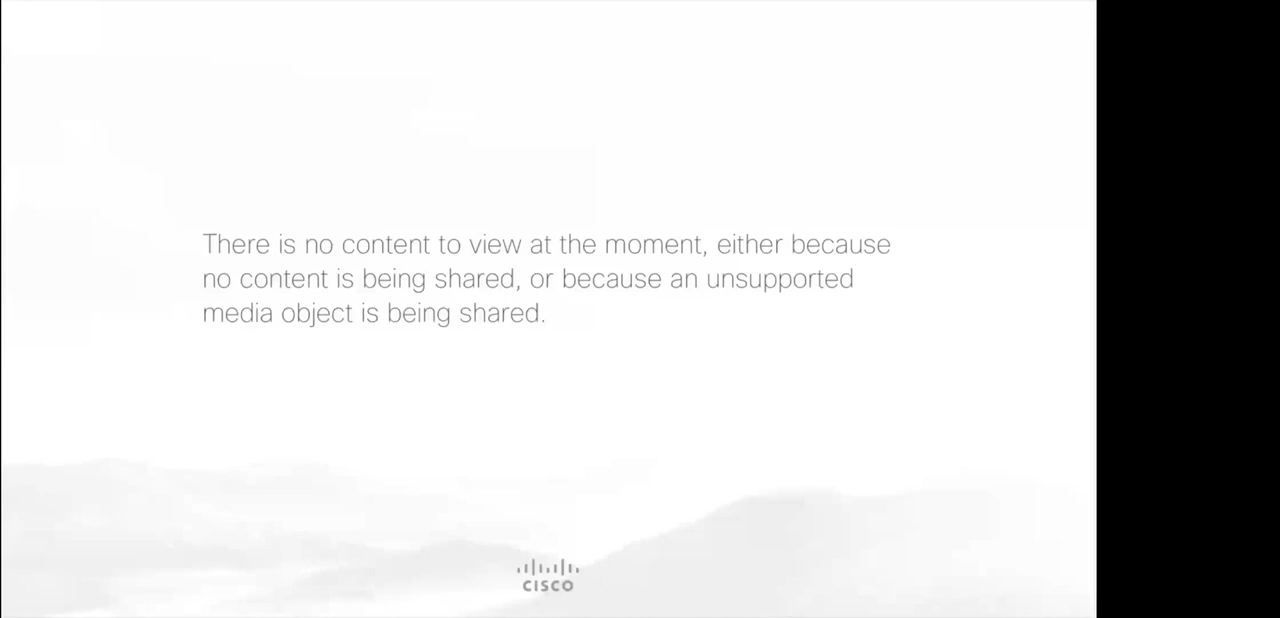 There is no content to view at the moment, either because
no content is being shared, or because an unsupported
media object is being shared.
CISCO